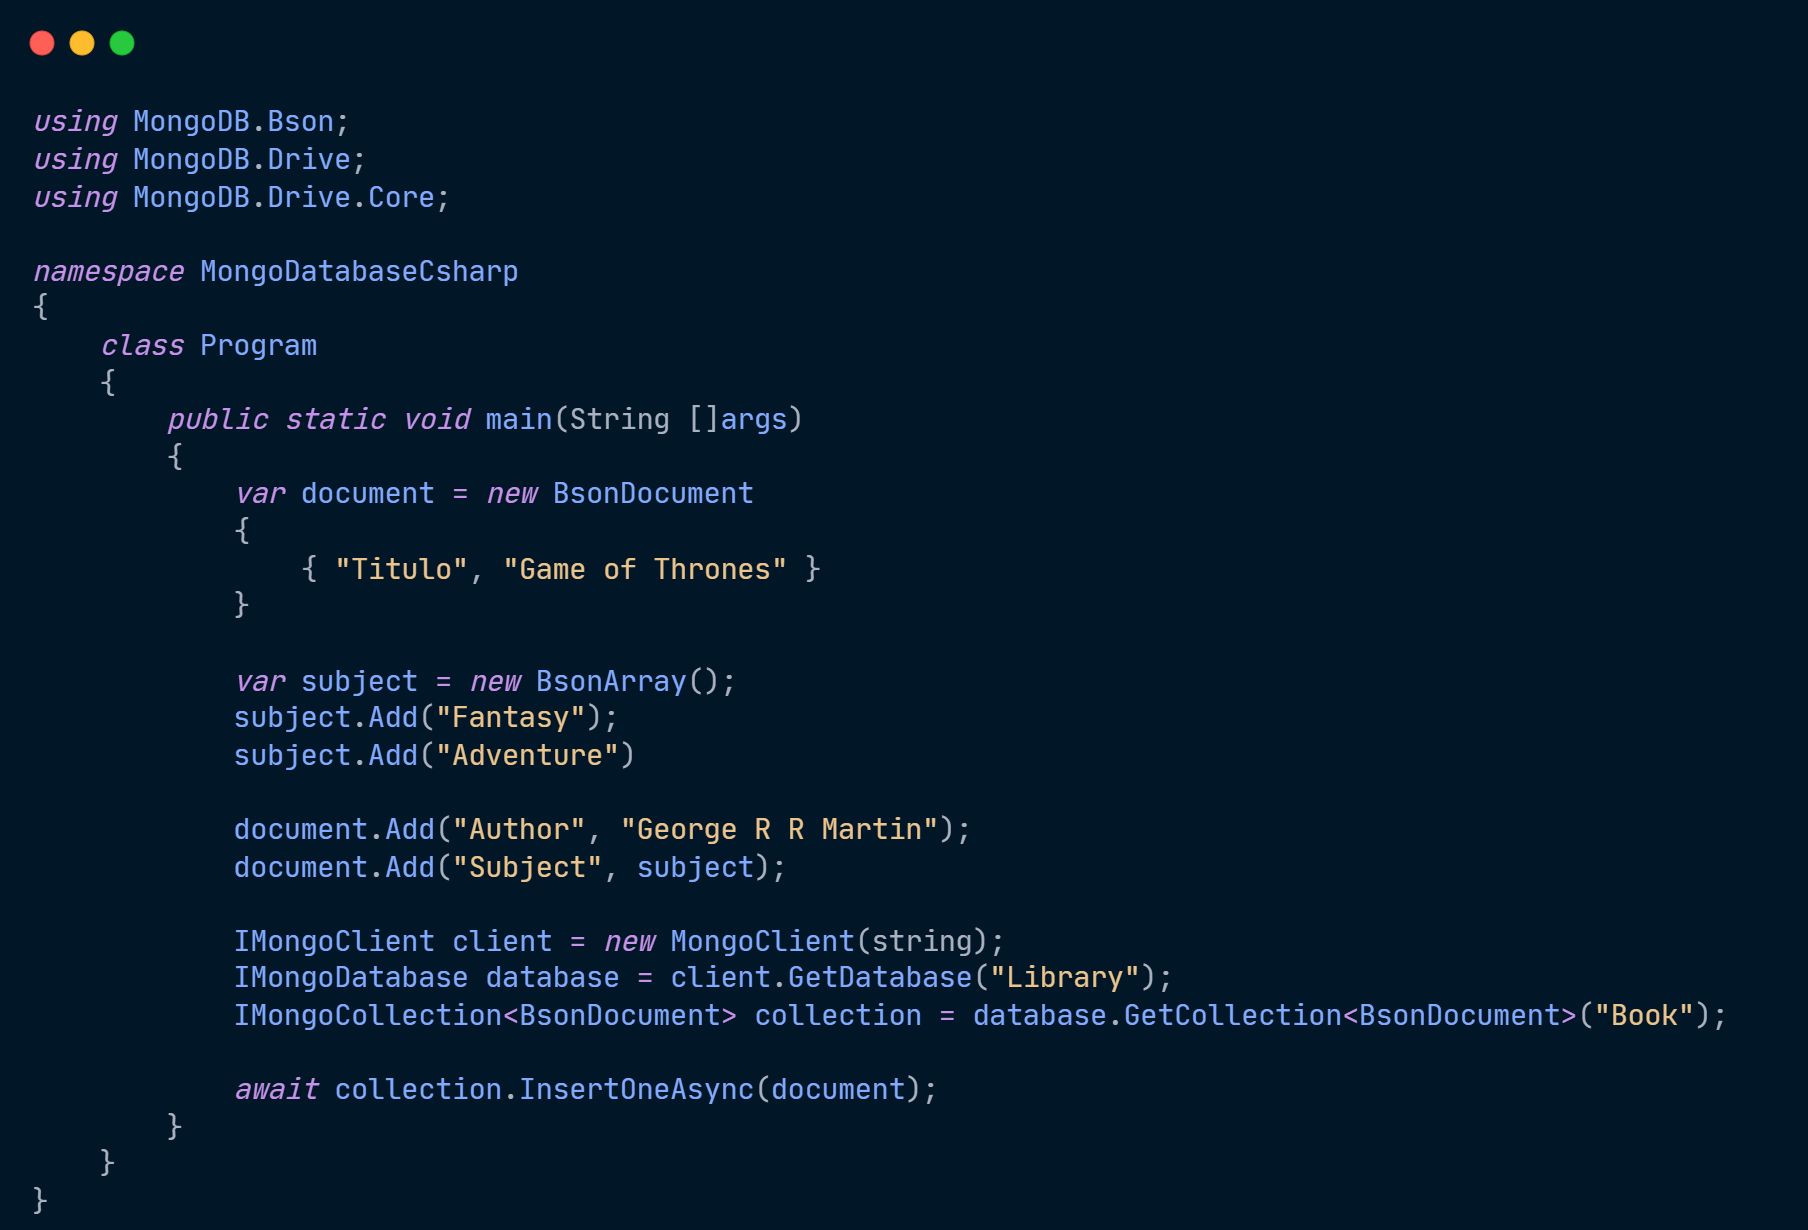 using MongoDB.Bson;
using MongoDB.Drive;
using MongoDB.Drive.Core;

namespace MongoDatabaseCsharp
{
    class Program
    {
        public static void main(String []args)
        {
            var document = new BsonDocument
            {
                { "Titulo", "Game of Thrones" }
            }

            var subject = new BsonArray();
            subject.Add("Fantasy");
            subject.Add("Adventure")

            document.Add("Author", "George R R Martin");
            document.Add("Subject", subject);

            IMongoClient client = new MongoClient(string);
            IMongoDatabase database = client.GetDatabase("Library");
            IMongoCollection<BsonDocument> collection = database.GetCollection<BsonDocument>("Book");

            await collection.InsertOneAsync(document);
        }
    }
}